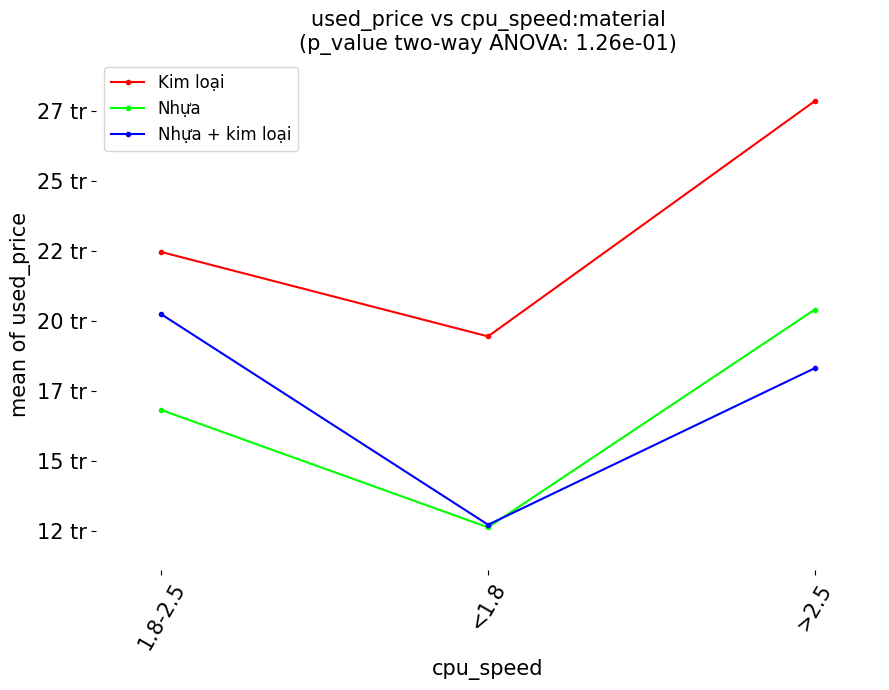 used_price vs cpu_speed:material
(p_value two-way ANOVA: 1.26e-01)
Kim loại
Nhựa
Nhựa + kim loại
27 tr
25 tr
22 tr
20 tr
17 tr
15 tr
12 tr
mean of used_price
1.8-2.5
<1.8
>2.5
cpu_speed